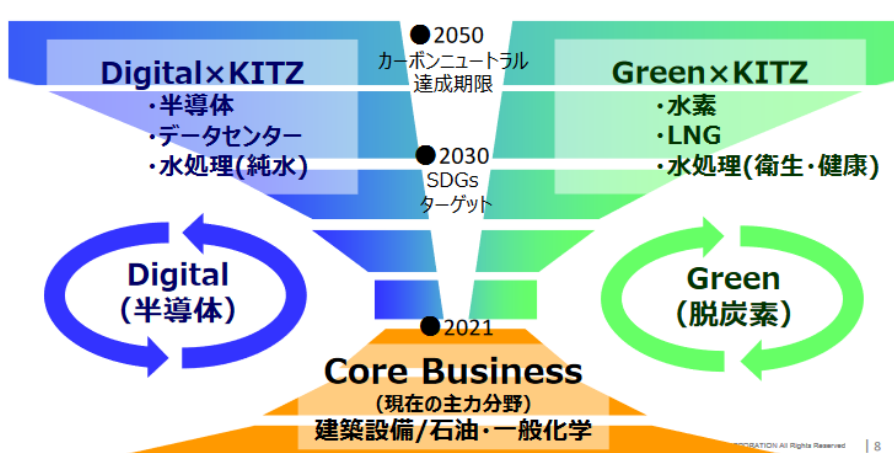 ●2050
カーボンニュートラル
達成期限
Digital×KITZ
・半導体
・データセンター
・水処理(純水)
Green×KITZ
・水素
・LNG
・水処理(衛生・健康)
●2030
SDGs
ターゲット
Digital
(半導体)
Green
(脱炭素)
●2021
Core Business
(現在の主力分野)
建築設備/石油・一般化学
All Rights Reserved | 8